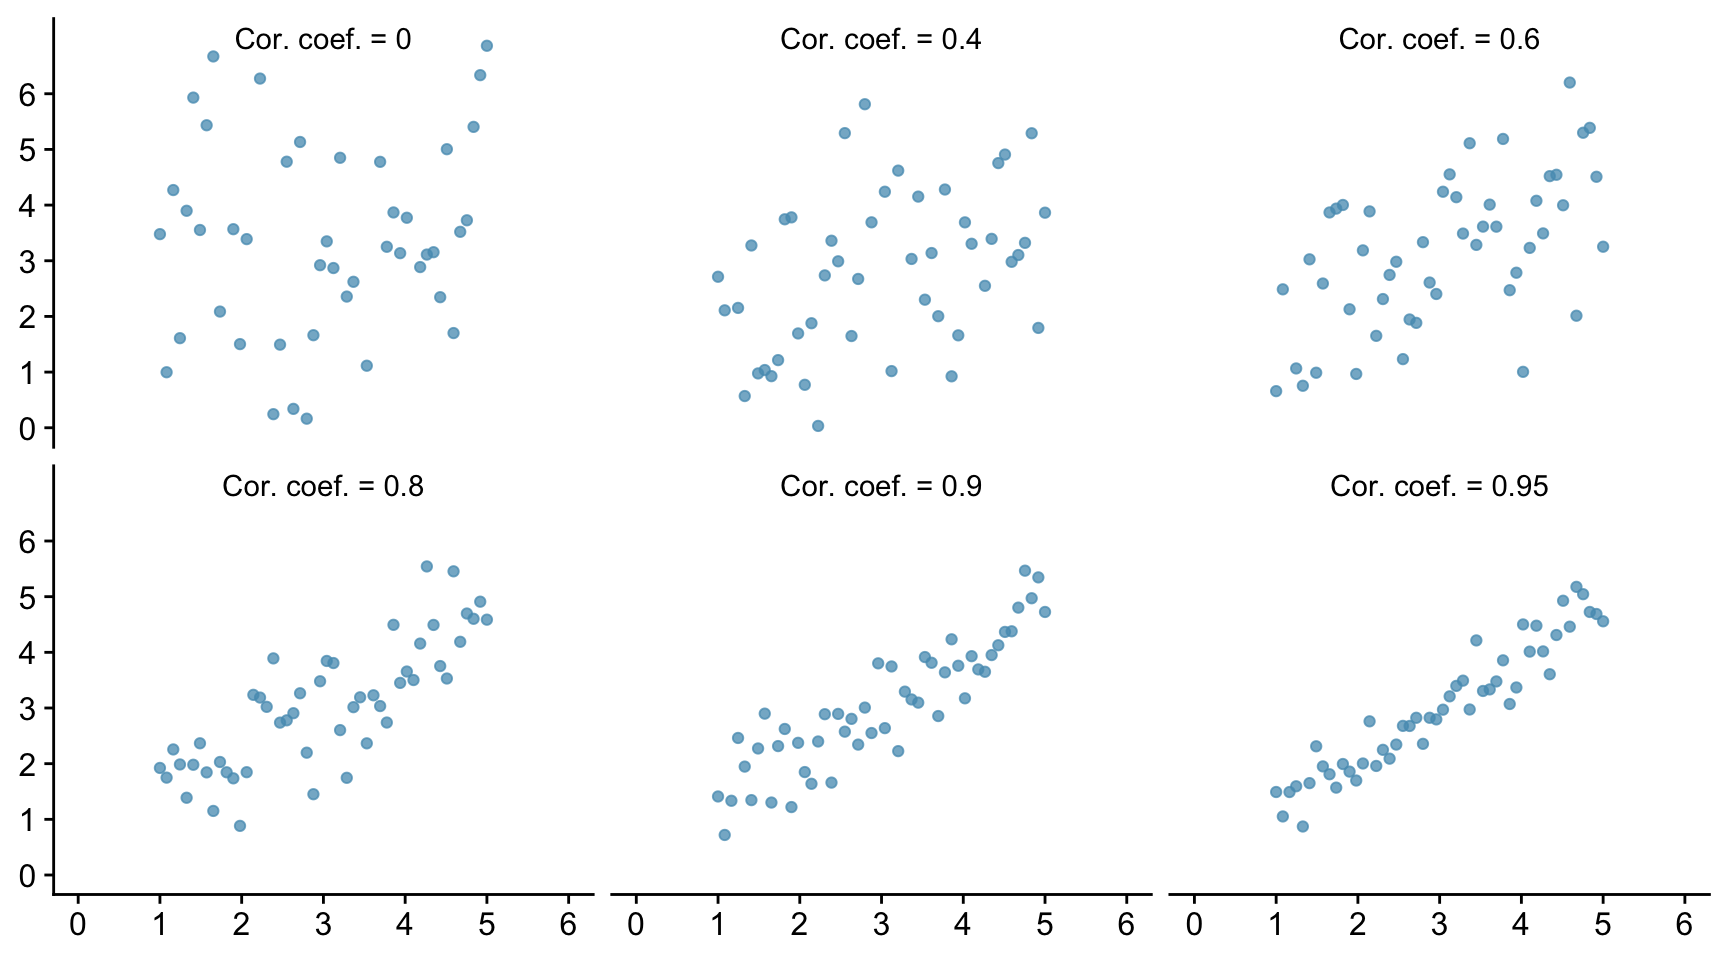 Cor. coef. = 0
Cor. coef. = 0.4
Cor. coef. = 0.6
6
5
4
3
2
1
0
Cor. coef. = 0.8
Cor. coef. = 0.9
Cor. coef. = 0.95
6
5
4
3
2
1
0
0 1 2 3 4 5 6
0 1 2 3 4 5 6
0 1 2 3 4 5 6